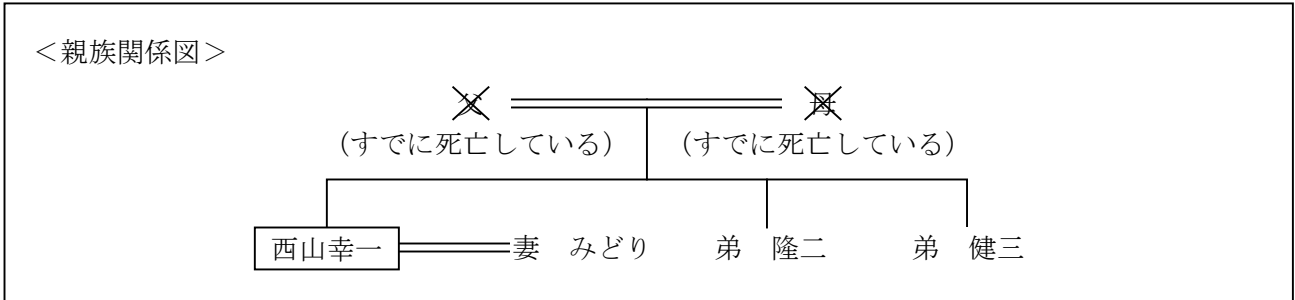 <親族関係図>
父 母
(すでに死亡している) (すでに死亡している)
西山幸一 妻 みどり 弟 隆二 弟 健三